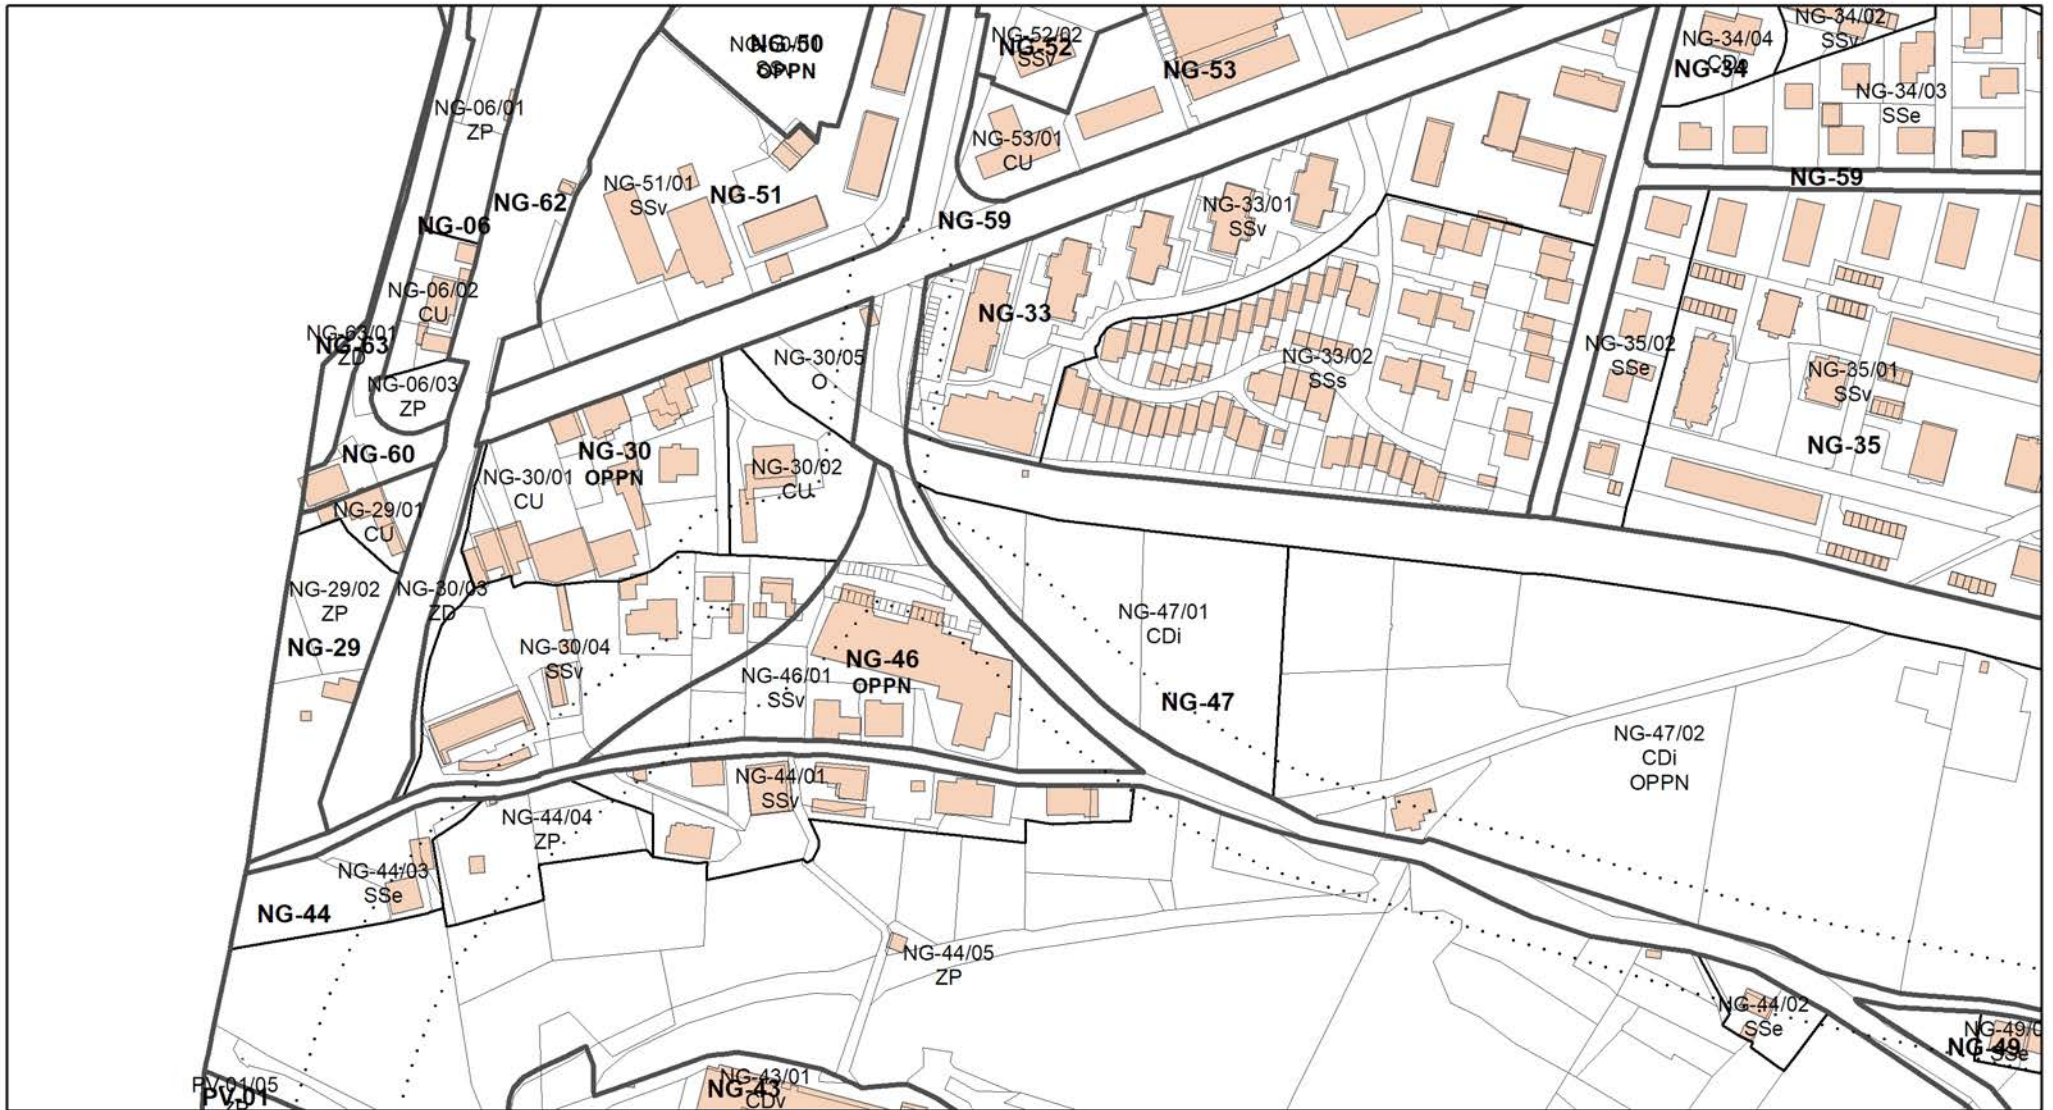 NG-50
OPPN
NG-52/02
SSv
NG-52
NG-53
NG-34/04
NG-34
NG-34/02
SSv
NG-34/03
SSe
NG-06/01
ZP
NG-53/01
CU
NG-59
NG-62
NG-51/01
SSv
NG-51
NG-06
NG-59
NG-33/01
SSv
NG-06/02
CU
NG-33
NG-63/01
NG-63
ZD
NG-06/03
ZP
NG-30/05
O
NG-33/02
SSs
NG-35/02
SSe
NG-35/01
SSv
NG-35
NG-60
NG-30
OPPN
NG-30/01
CU
NG-30/02
CU
NG-29/01
CU
NG-29/02
ZP
NG-30/03
ZD
NG-29
NG-30/04
SSv
NG-47/01
CDi
NG-46
OPPN
NG-46/01
SSv
NG-47
NG-47/02
CDi
OPPN
NG-44/01
SSv
NG-44/04
ZP
NG-44/03
SSe
NG-44
NG-44/05
ZP
NG-44/02
SSe
NG-49
SSe
PV-01/05
PV-01
ZP
NG-43/01
NG-43
CDv